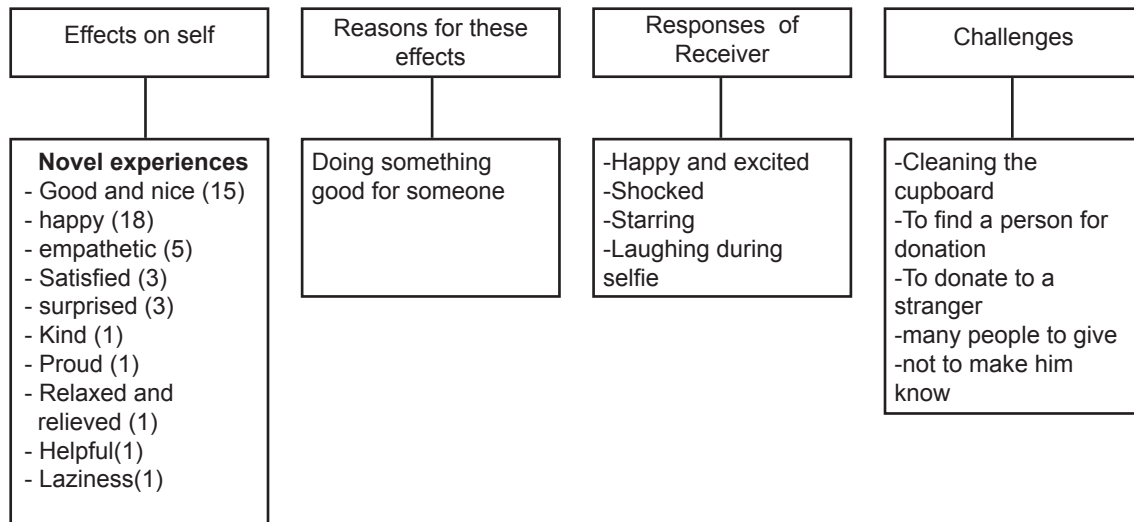 Effects on self
Reasons for these
effects
Responses of
Receiver
Challenges
Novel experiences
- Good and nice (15)
- happy (18)
- empathetic (5)
- Satisfied (3)
- surprised (3)
- Kind (1)
- Proud (1)
- Relaxed and
relieved (1)
- Helpful(1)
- Laziness(1)
Doing something
good for someone
-Happy and excited
-Shocked
-Starring
-Laughing during
selfie
-Cleaning the
cupboard
-To find a person for
donation
-To donate to a
stranger
-many people to give
-not to make him
know